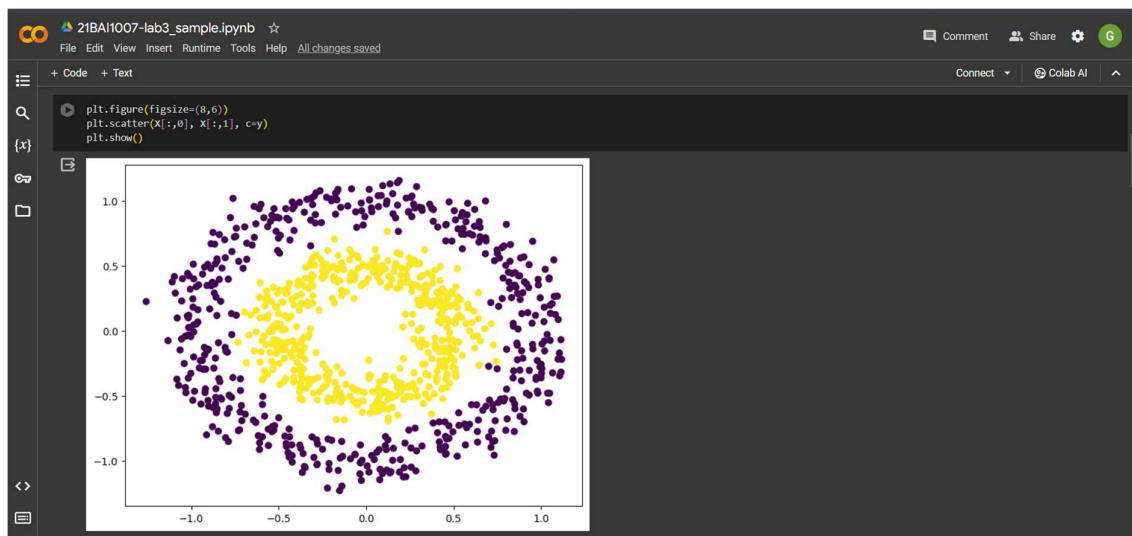 21BAI1007-lab3_sample.ipynb
File Edit View Insert Runtime Tools Help All changes saved
Comment Share G
+ Code + Text
Connect Colab AI
{x}
plt.figure(figsize=(8,6))
plt.scatter(X[:,0], X[:,1], c=y)
plt.show()
1.0
0.5
0.0
−0.5
−1.0
−1.0 −0.5 0.0 0.5 1.0